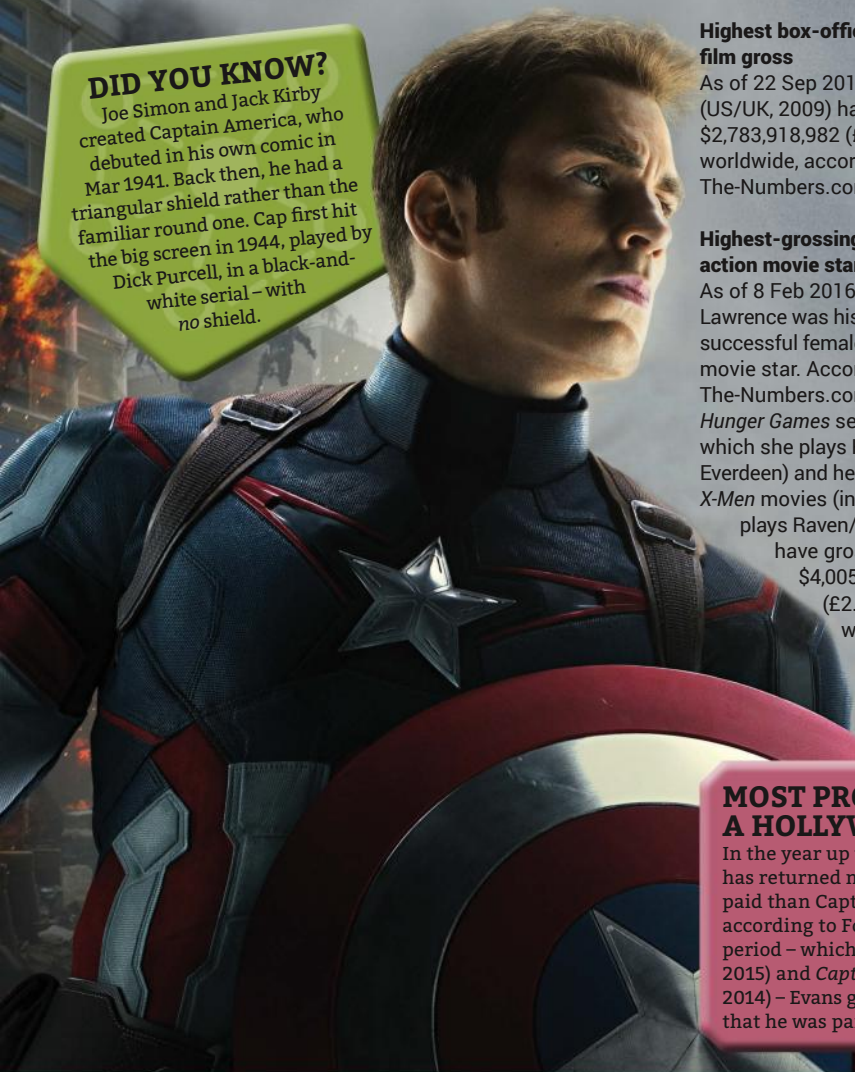 DID YOU KNOW?
Joe Simon and Jack Kirby
created Captain America, who
debuted in his own comic in
Mar 1941. Back then, he had a
triangular shield rather than the
familiar round one. Cap first hit
the big screen in 1944, played by
Dick Purcell, in a black-and-
white serial – with
no shield.
Highest box-offic
film gross
As of 22 Sep 201
(US/UK, 2009) ha
$2,783,918,982 (£
worldwide, accor
The-Numbers.com
Highest-grossing
action movie star
As of 8 Feb 2016
Lawrence was his
successful female
movie star. Accor
The-Numbers.com
Hunger Games se
which she plays
Everdeen) and he
X-Men movies (in
plays Raven/
have gro
$4,005
(£2.
w
MOST PRO
A HOLLYW
In the year up
has returned m
paid than Capt
according to Fo
period – which
2015) and Capt
2014) – Evans g
that he was pa